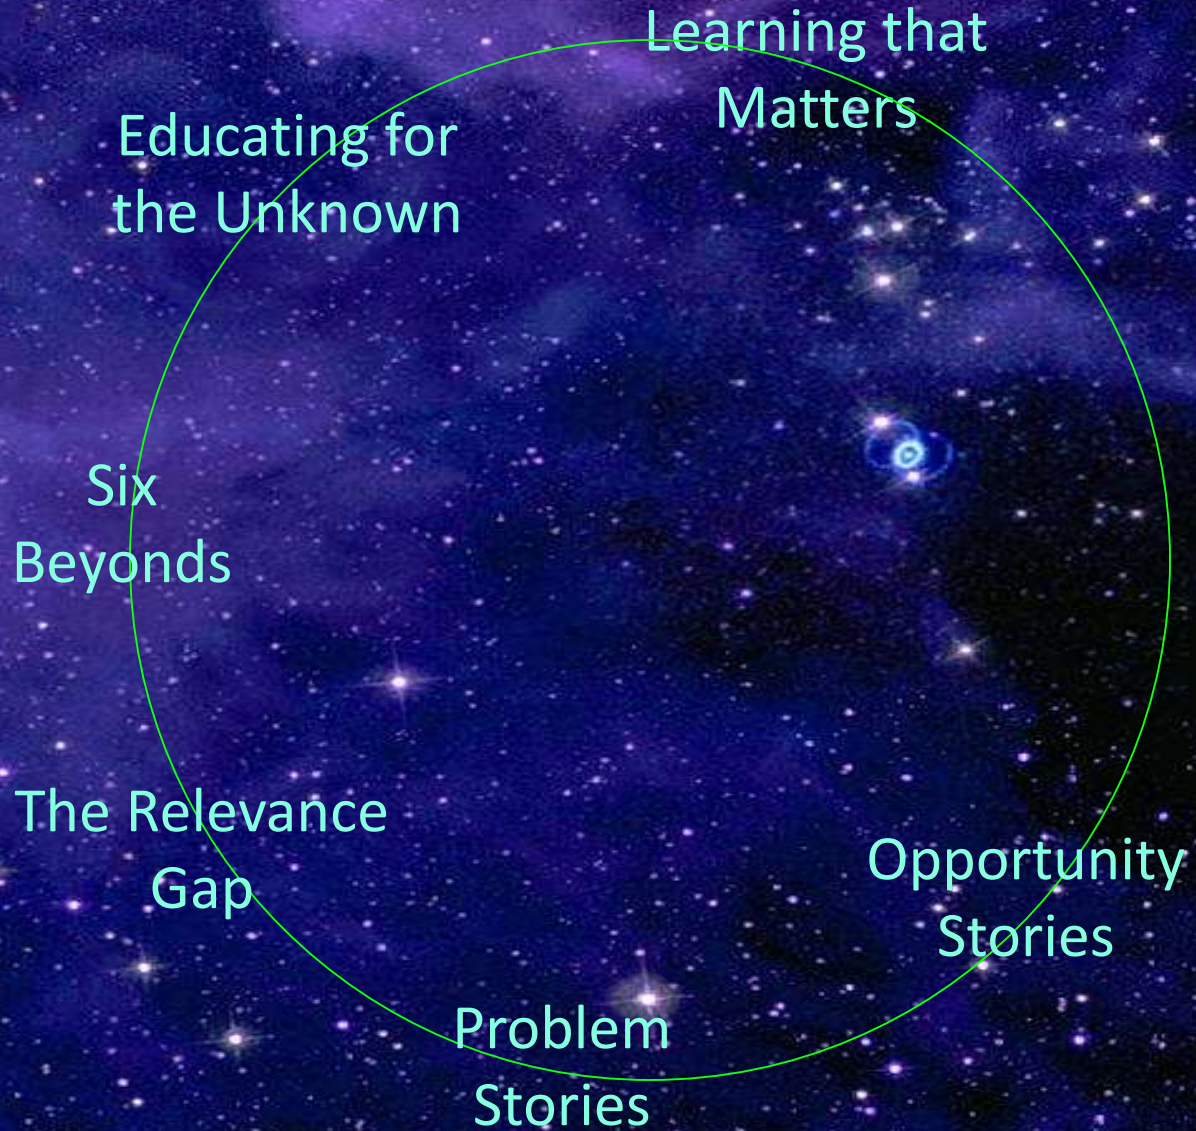 Learning that
Matters
Educating for
the Unknown
Six
Beyonds
The Relevance
Gap
Opportunity
Stories
Problem
Stories